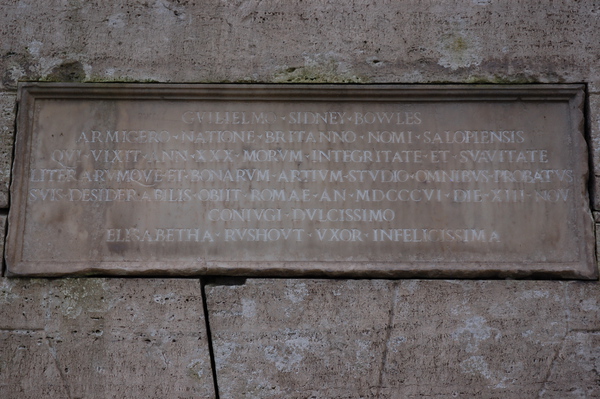 GVILIELMO · SIDNEY · BOWLES
ARMIGERO · NATIONE · BRITANNO · NOMI · SALOPIENSIS
QVI · VIXIT · ANN · XXX · MORVM · INTEGRITATE · ET · SVAVITATE
LITERARVMQVE · ET · BONARVM · ARTIVM · STVDIO · OMNIBVS · PROBATVS
SVIS · DESIDERABILIS · OBIIT · ROMAE · AN · MDCCCVI · DIE · XIII · NOV
CONIVGI · DVLCISSIMO
ELISABETHA · RVSHOVT · VXOR · INFELICISSIMA